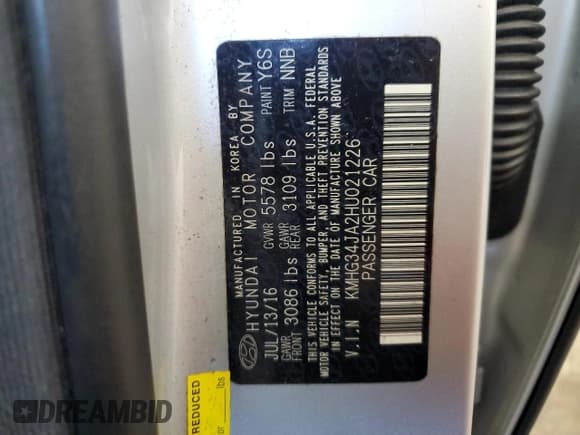 MANUFACTURED IN KOREA BY
HYUNDAI MOTOR COMPANY
JUL/13/16 GVWR 5578 lbs PAINT Y6S
GAWR FRONT 3086 lbs GAWR REAR 3109 lbs TRIM NNB
THIS VEHICLE CONFORMS TO ALL APPLICABLE U.S.A. FEDERAL
MOTOR VEHICLE SAFETY, BUMPER, AND THEFT PREVENTION STANDARDS
IN EFFECT ON THE DATE OF MANUFACTURE SHOWN ABOVE
V.I.N KMHG34JA2HU021226
PASSENGER CAR
REDUCED
or lbs
DREAMBID